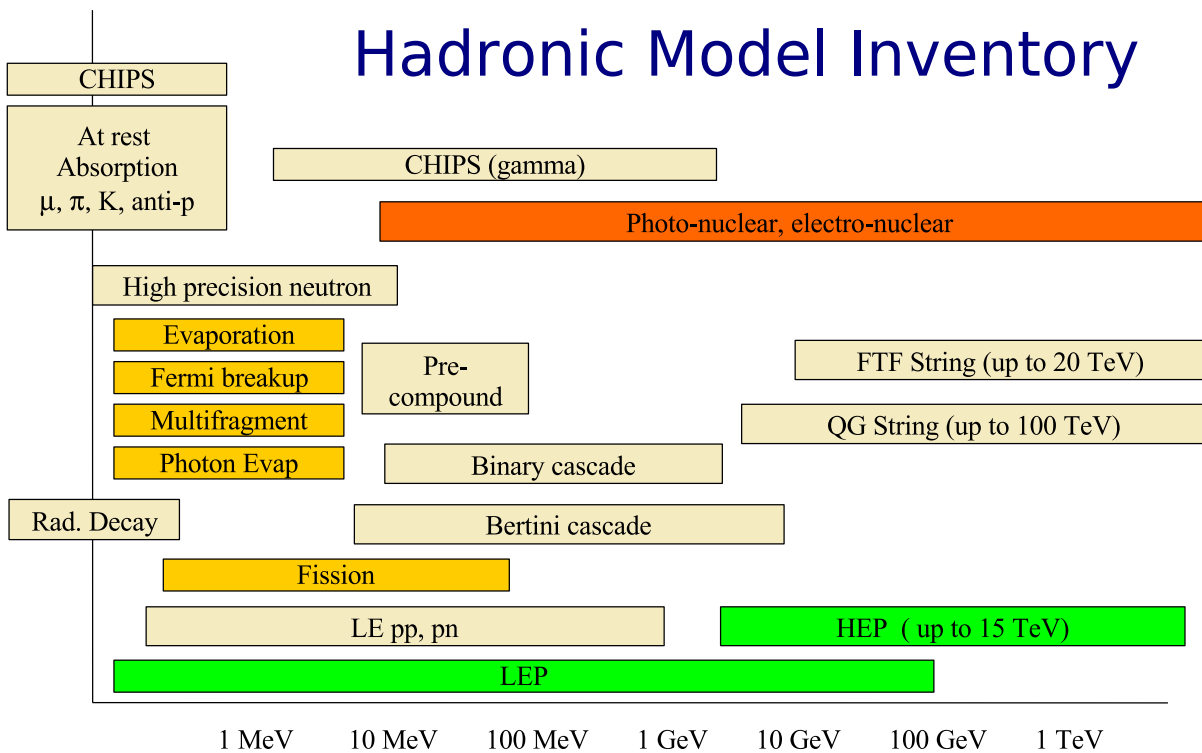 Hadronic Model Inventory
CHIPS
At rest
Absorption
μ, π, K, anti-p
CHIPS (gamma)
Photo-nuclear, electro-nuclear
High precision neutron
Evaporation
Fermi breakup
Multifragment
Photon Evap
Pre-
compound
FTF String (up to 20 TeV)
QG String (up to 100 TeV)
Binary cascade
Rad. Decay
Bertini cascade
Fission
LE pp, pn
HEP ( up to 15 TeV)
LEP
1 MeV 10 MeV 100 MeV 1 GeV 10 GeV 100 GeV 1 TeV